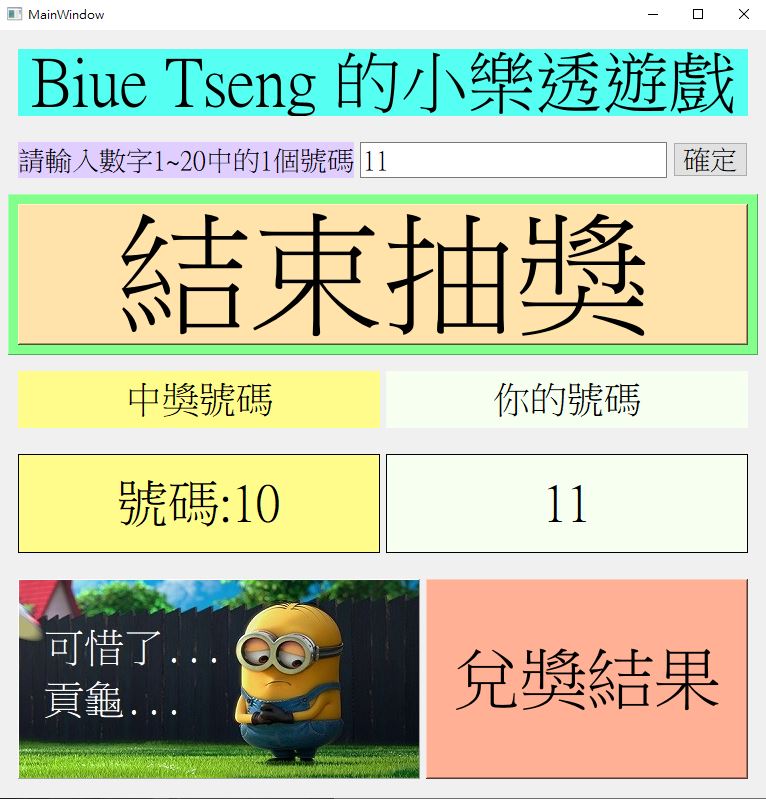 MainWindow
Biue Tseng 的小樂透遊戲
請輸入數字1~20中的1個號碼 11 確定
結束抽獎
中獎號碼 你的號碼
號碼:10 11
可惜了...
貢龜...
兌獎結果